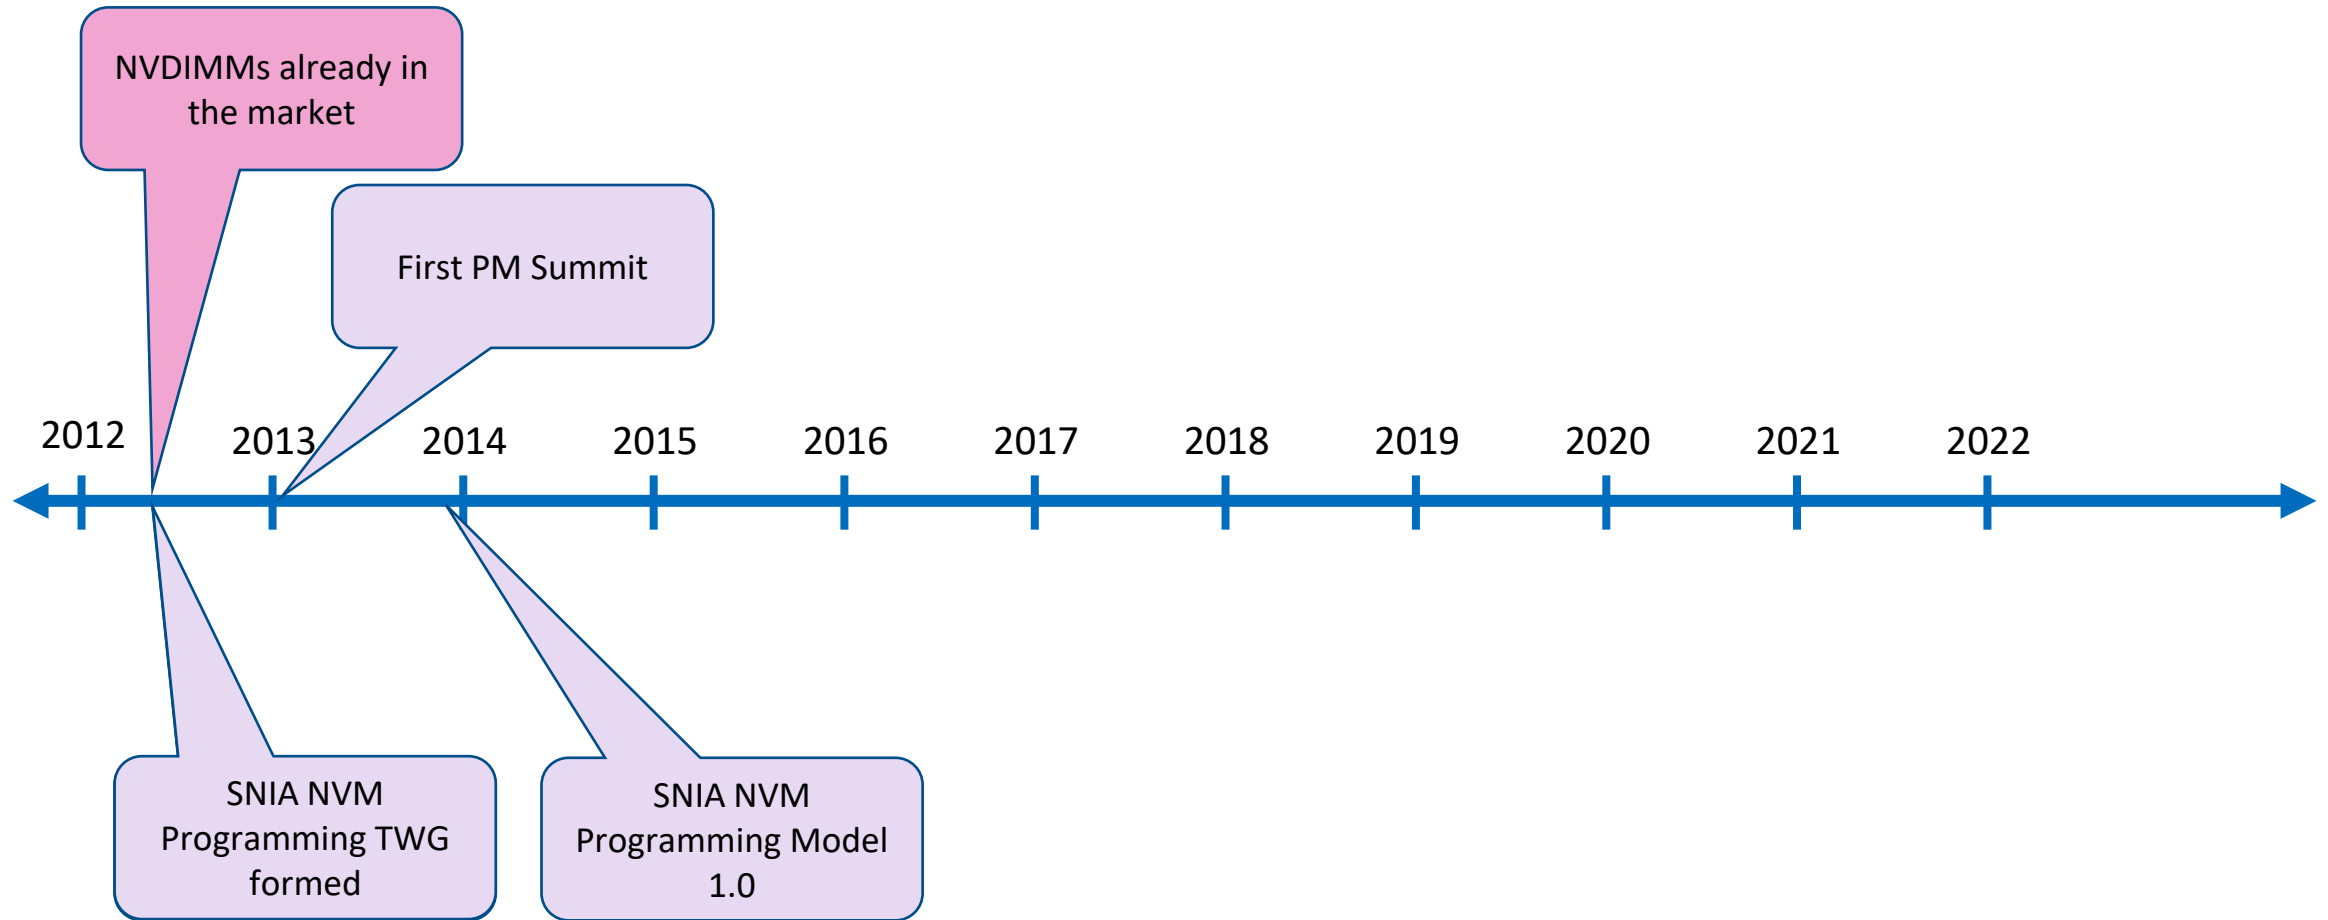 NVDIMMs already in
the market
First PM Summit
2012
2013
2014
2015
2016
2017
2018
2019
2020
2021
2022
SNIA NVM
Programming TWG
formed
SNIA NVM
Programming Model
1.0